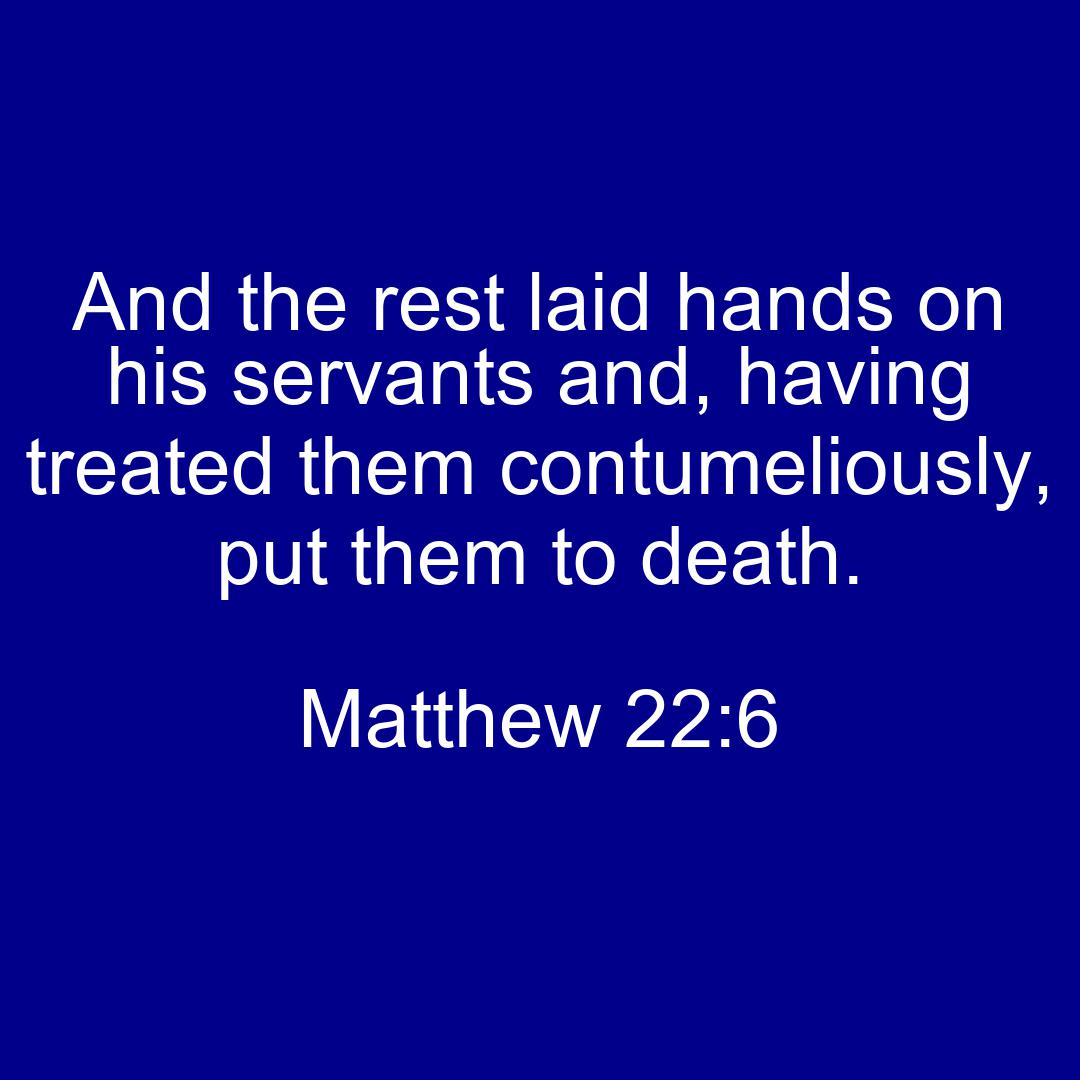 And the rest laid hands on
his servants and, having
treated them contumeliously,
put them to death.
Matthew 22:6